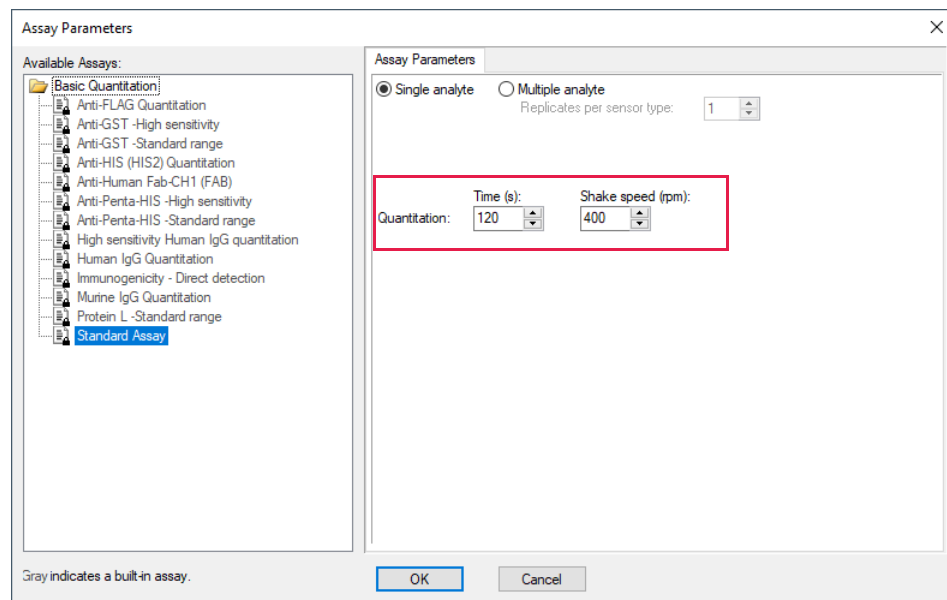 Assay Parameters
Available Assays:
Basic Quantitation
Anti-FLAG Quantitation
Anti-GST -High sensitivity
Anti-GST -Standard range
Anti-HIS (HIS2) Quantitation
Anti-Human Fab-CH1 (FAB)
Anti-Penta-HIS -High sensitivity
Anti-Penta-HIS -Standard range
High sensitivity Human IgG quantitation
Human IgG Quantitation
Immunogenicity - Direct detection
Murine IgG Quantitation
Protein L -Standard range
Standard Assay
Gray indicates a built-in assay.
Assay Parameters
Single analyte Multiple analyte
Replicates per sensor type: 1
Time (s): Shake speed (rpm):
Quantitation: 120 400
OK Cancel